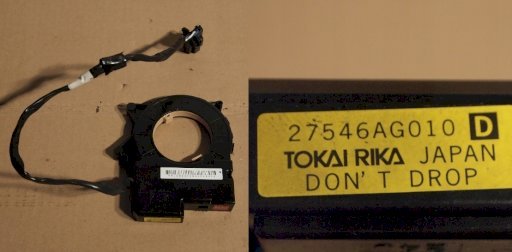 27546AG010 D
TOKAI RIKA JAPAN
DON'T DROP